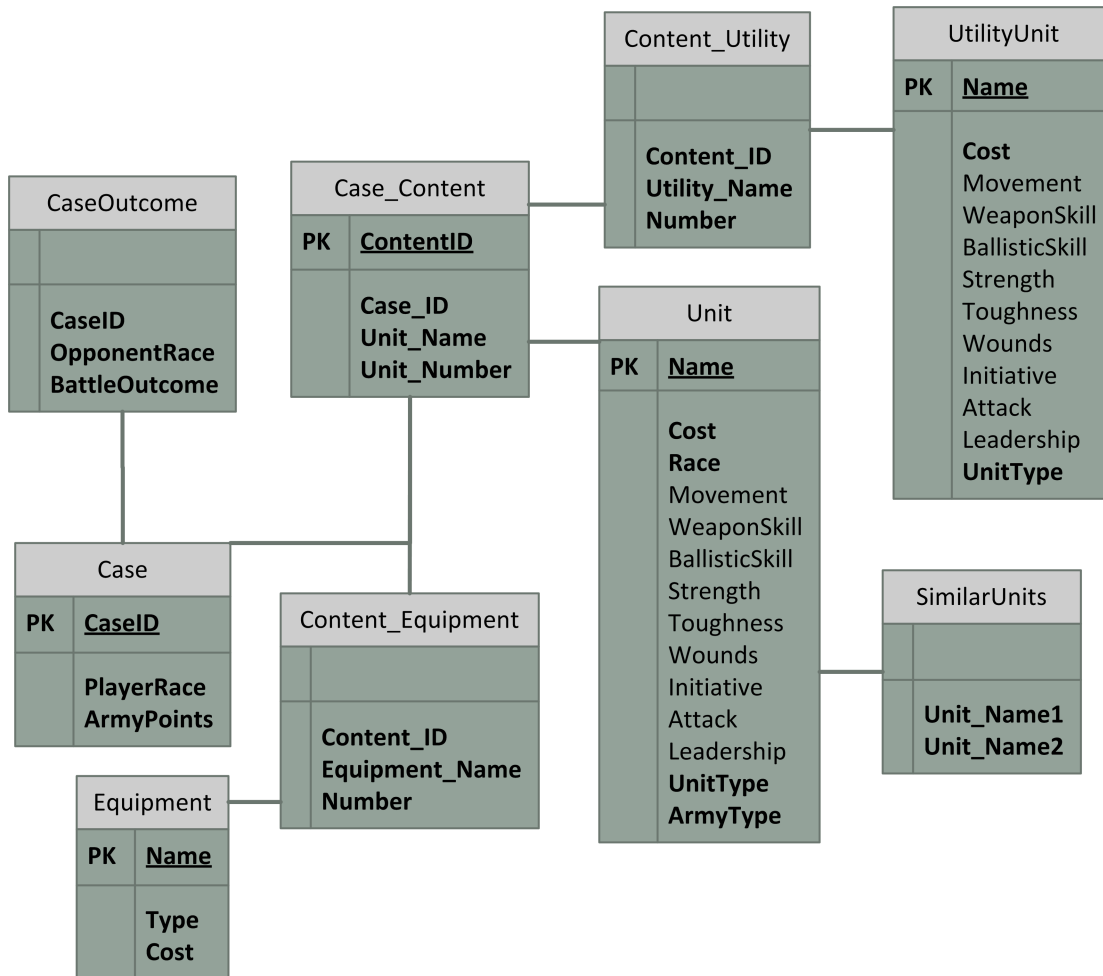 CaseOutcome
CaseID
OpponentRace
BattleOutcome
Case_Content
PK ContentID
Case_ID
Unit_Name
Unit_Number
Content_Utility
Content_ID
Utility_Name
Number
UtilityUnit
PK Name
Cost
Movement
WeaponSkill
BallisticSkill
Strength
Toughness
Wounds
Initiative
Attack
Leadership
UnitType
Unit
PK Name
Cost
Race
Movement
WeaponSkill
BallisticSkill
Strength
Toughness
Wounds
Initiative
Attack
Leadership
UnitType
ArmyType
Case
PK CaseID
PlayerRace
ArmyPoints
Content_Equipment
Content_ID
Equipment_Name
Number
SimilarUnits
Unit_Name1
Unit_Name2
Equipment
PK Name
Type
Cost